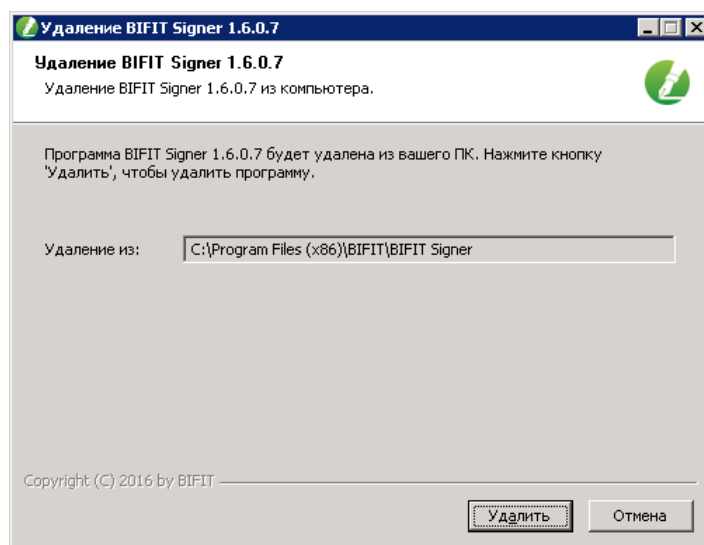 Удаление BIFIT Signer 1.6.0.7
Удаление BIFIT Signer 1.6.0.7
Удаление BIFIT Signer 1.6.0.7 из компьютера.
Программа BIFIT Signer 1.6.0.7 будет удалена из вашего ПК. Нажмите кнопку
'Удалить', чтобы удалить программу.
Удаление из: C:\Program Files (x86)\BIFIT\BIFIT Signer
Copyright (C) 2016 by BIFIT
Удалить Отмена